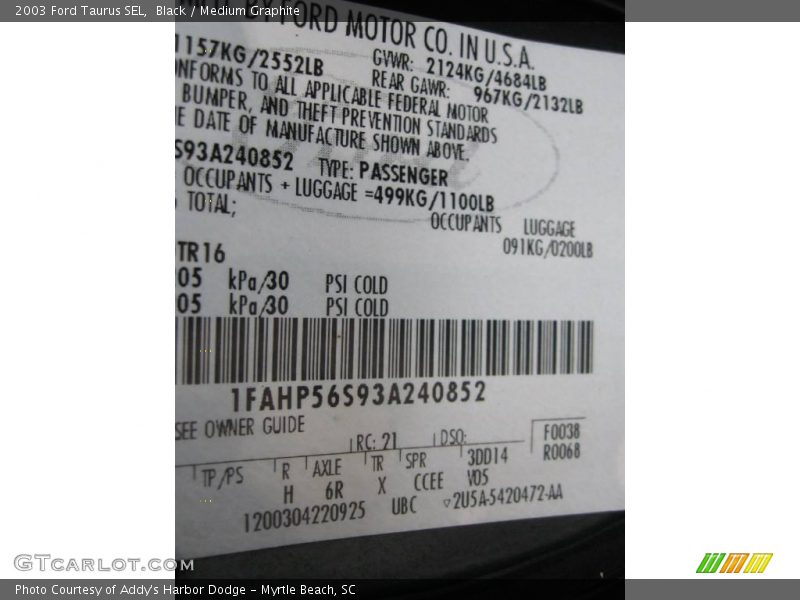 2003 Ford Taurus SEL,  Black / Medium Graphite
BY FORD MOTOR CO. IN U.S.A.
1157KG/2552LB GVWR: 2124KG/4684LB
REAR GAWR: 967KG/2132LB
NFORMS TO ALL APPLICABLE FEDERAL MOTOR
BUMPER, AND THEFT PREVENTION STANDARDS
E DATE OF MANUFACTURE SHOWN ABOVE.
S93A240852 TYPE: PASSENGER
OCCUPANTS + LUGGAGE =499KG/1100LB
TOTAL; OCCUPANTS LUGGAGE
091KG/0200LB
TR16
05 kPa/30 PSI COLD
05 kPa/30 PSI COLD
1FAHP56S93A240852
SEE OWNER GUIDE
RC: 21 DSO: F0038
R0068
TP/PS R AXLE TR SPR 3DD14
H 6R X CCEE V05
1200304220925 UBC 2U5A-5420472-AA
GTcarlot.com
Photo Courtesy of Addy's Harbor Dodge - Myrtle Beach, SC